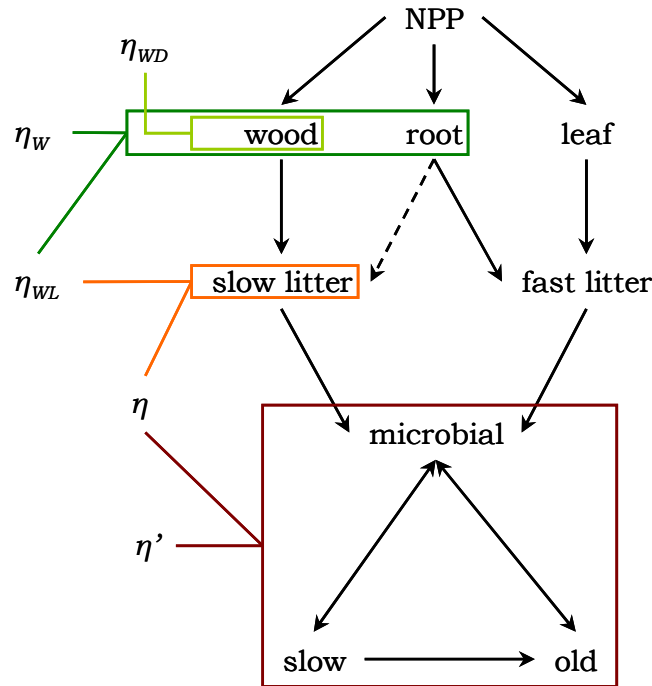 NPP
η_WD
η_W
wood root leaf
η_WL
slow litter fast litter
η
microbial
η’
slow old